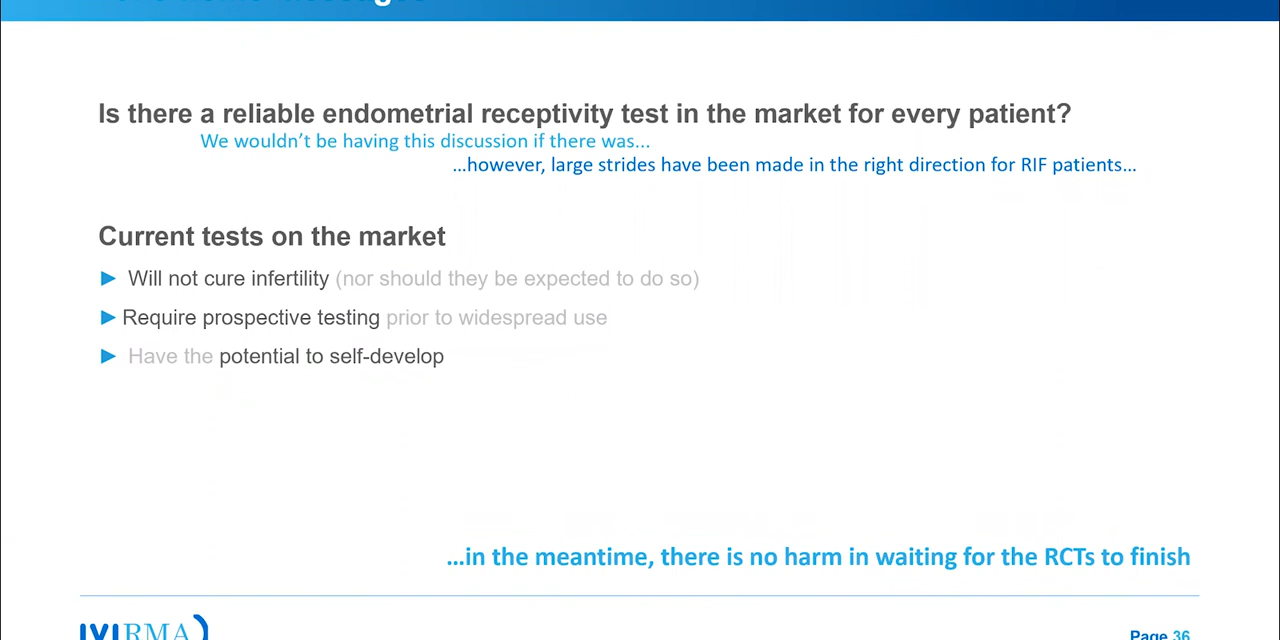 Is there a reliable endometrial receptivity test in the market for every patient?
We wouldn’t be having this discussion if there was...
...however, large strides have been made in the right direction for RIF patients...
Current tests on the market
Will not cure infertility (nor should they be expected to do so)
Require prospective testing prior to widespread use
Have the potential to self-develop
...in the meantime, there is no harm in waiting for the RCTs to finish
IVIRMA
Page 36